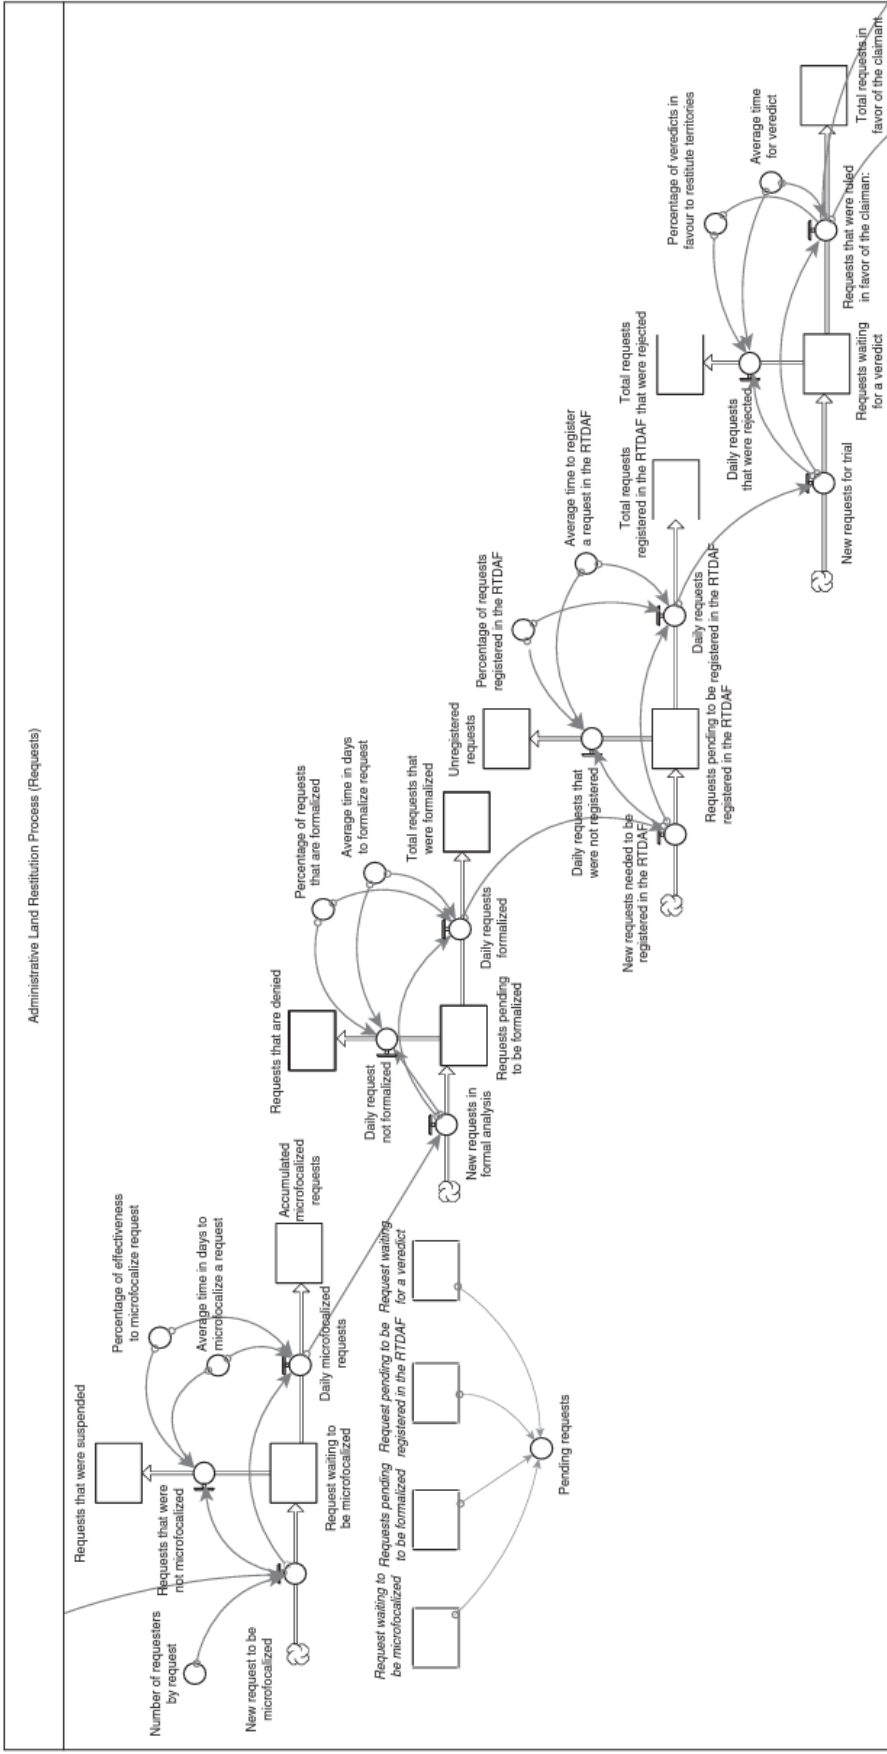 Administrative Land Restitution Process (Requests)
Number of requesters
by request
New request to be
microfocalized
Requests that were suspended
Requests that were
not microfocalized
Request waiting to
be microfocalized
Percentage of effectiveness
to microfocalize request
Average time in days to
microfocalize a request
Daily microfocalized
requests
Accumulated
microfocalized
requests
Request waiting to
be microfocalized
Requests pending
to be formalized
Request pending to be
registered in the RTDAF
Request waiting
for a veredict
Pending requests
New requests in
formal analysis
Requests that are denied
Daily request
not formalized
Requests pending
to be formalized
Percentage of requests
that are formalized
Average time in days
to formalize request
Daily requests
formalized
Total requests that
were formalized
New requests needed to be
registered in the RTDAF
Unregistered
requests
Daily requests that
were not registered
Requests pending to be
registered in the RTDAF
Percentage of requests
registered in the RTDAF
Average time to register
a request in the RTDAF
Daily requests
registered in the RTDAF
Total requests
registered in the RTDAF
New requests for trial
Total requests
that were rejected
Daily requests
that were rejected
Requests waiting
for a veredict
Percentage of veredicts in
favour to restitute territories
Average time
for veredict
Requests that were ruled
in favor of the claiman:
Total requests in
favor of the claimant